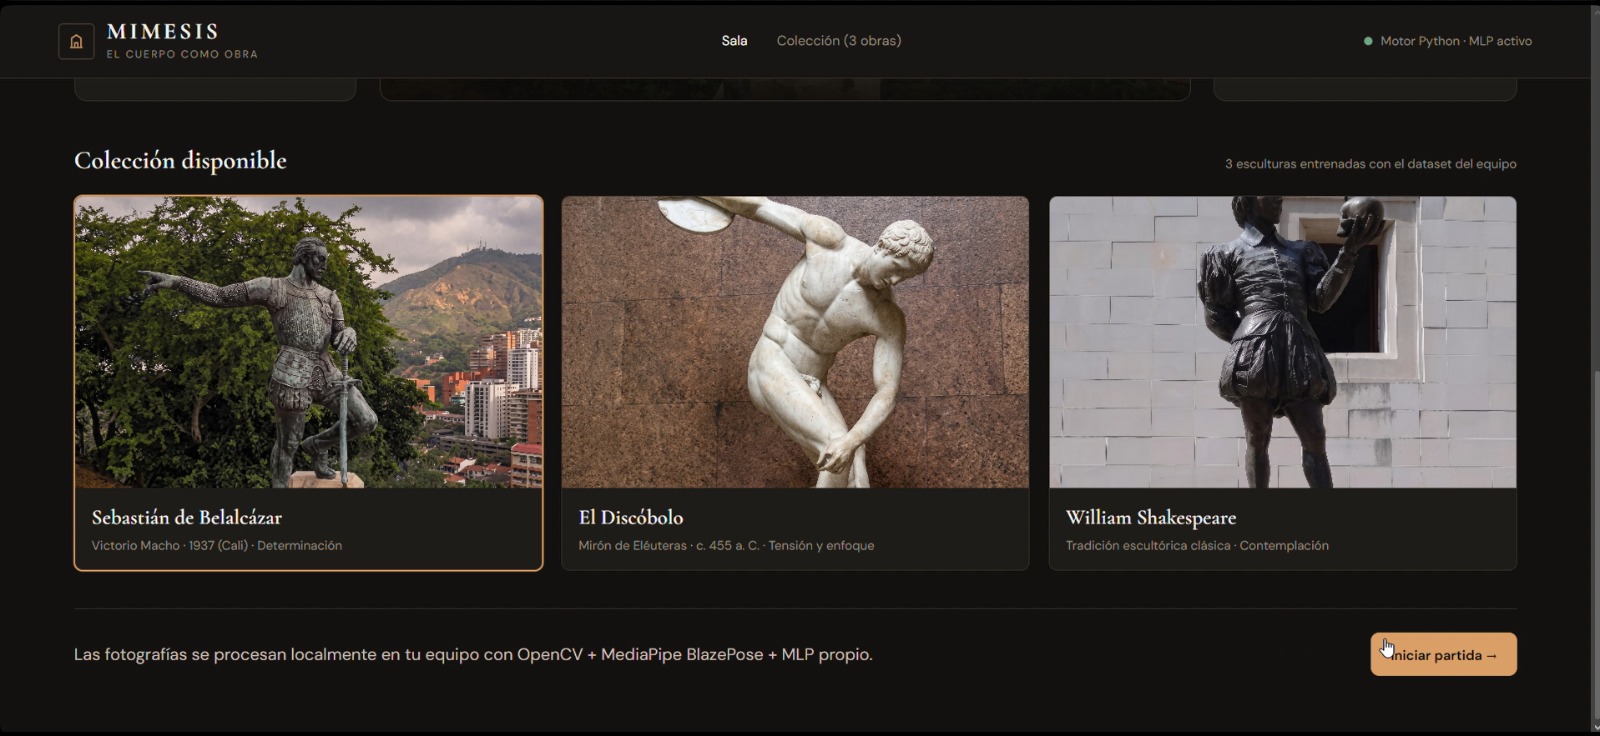 MIMESIS
EL CUERPO COMO OBRA
Sala
Colección (3 obras)
Motor Python · MLP activo
Colección disponible
3 esculturas entrenadas con el dataset del equipo
Sebastián de Belalcázar
Victorio Macho · 1937 (Cali) · Determinación
El Discóbolo
Mirón de Eléuteras · c. 455 a. C. · Tensión y enfoque
William Shakespeare
Tradición escultórica clásica · Contemplación
Las fotografías se procesan localmente en tu equipo con OpenCV + MediaPipe BlazePose + MLP propio.
Iniciar partida →